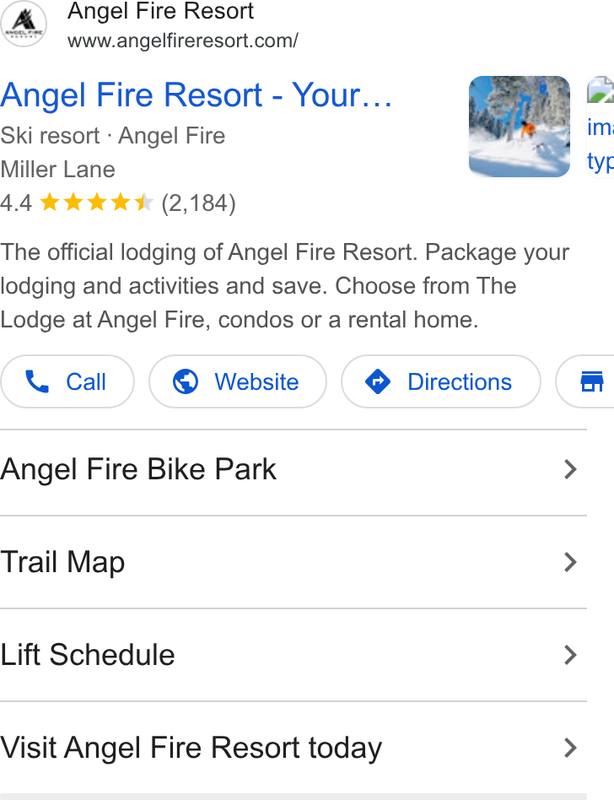 Angel Fire Resort
www.angelfireresort.com/
Angel Fire Resort - Your…
Ski resort · Angel Fire
Miller Lane
4.4 (2,184)
The official lodging of Angel Fire Resort. Package your
lodging and activities and save. Choose from The
Lodge at Angel Fire, condos or a rental home.
Call
Website
Directions
Angel Fire Bike Park
Trail Map
Lift Schedule
Visit Angel Fire Resort today